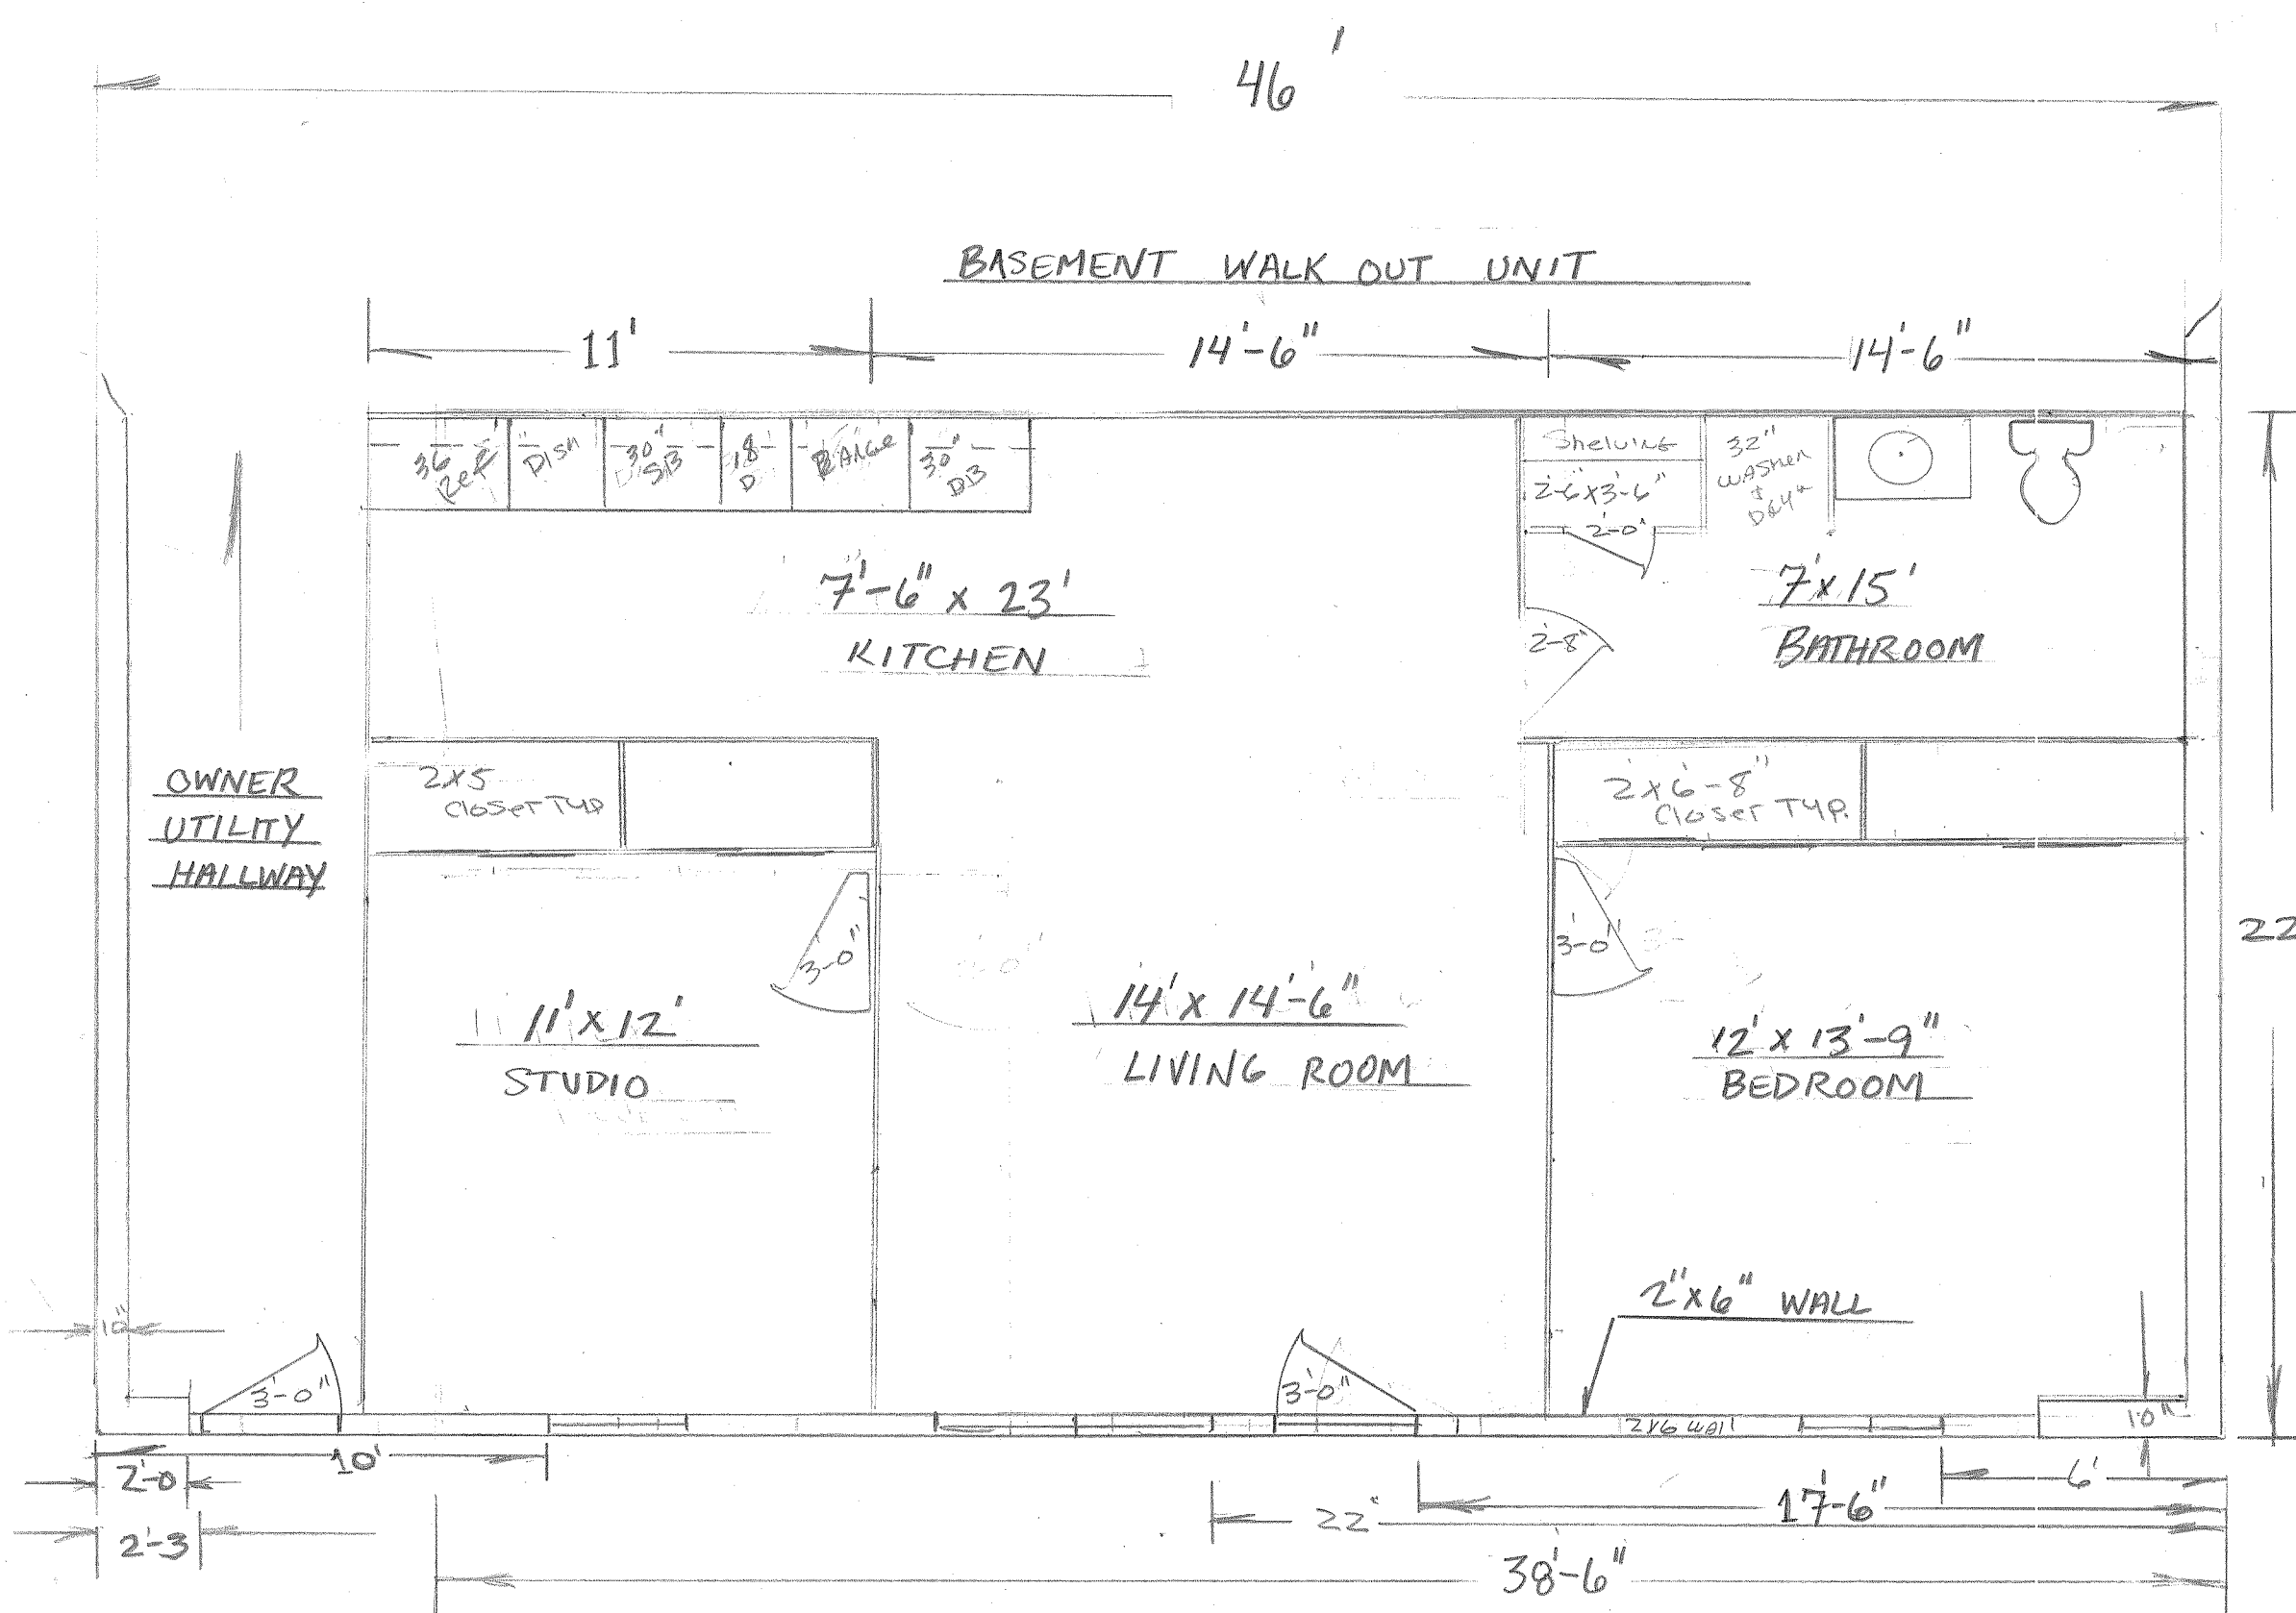 46'
BASEMENT WALK OUT UNIT
11'
14'-6"
14'-6"
36" Ref
DISH
30" SB
18" D
RANGE
30" DB
Shelving
2-6"x3'-6"
2'-0"
32"
WASHER
&
DRYR
7'-6" x 23'
KITCHEN
2'-8"
7'x15'
BATHROOM
OWNER
UTILITY
HALLWAY
2x5
Closet Typ
2'x6'-8"
Closet Typ.
3'-0"
3'-0"
22
11'x12'
STUDIO
14'x 14'-6"
LIVING ROOM
12'x 13'-9"
BEDROOM
2"x6" WALL
10"
3'-0"
3'-0"
2x6 wall
10"
10'
2'-0
6'
17'-6"
22'
2'-3
38'-6"